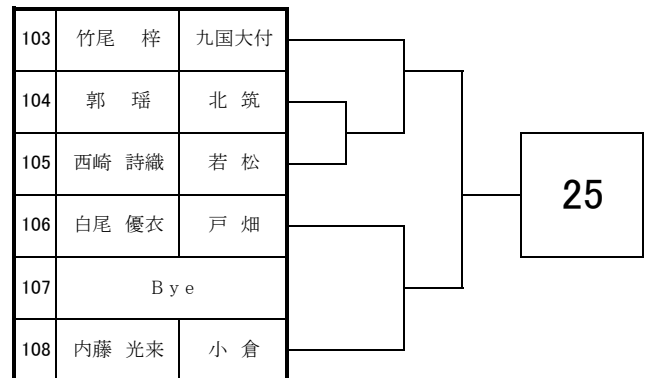 103 竹尾 梓 九国大付
104 郭 瑶 北 筑
105 西崎 詩織 若 松
25
106 白尾 優衣 戸 畑
107 Bye
108 内藤 光来 小 倉